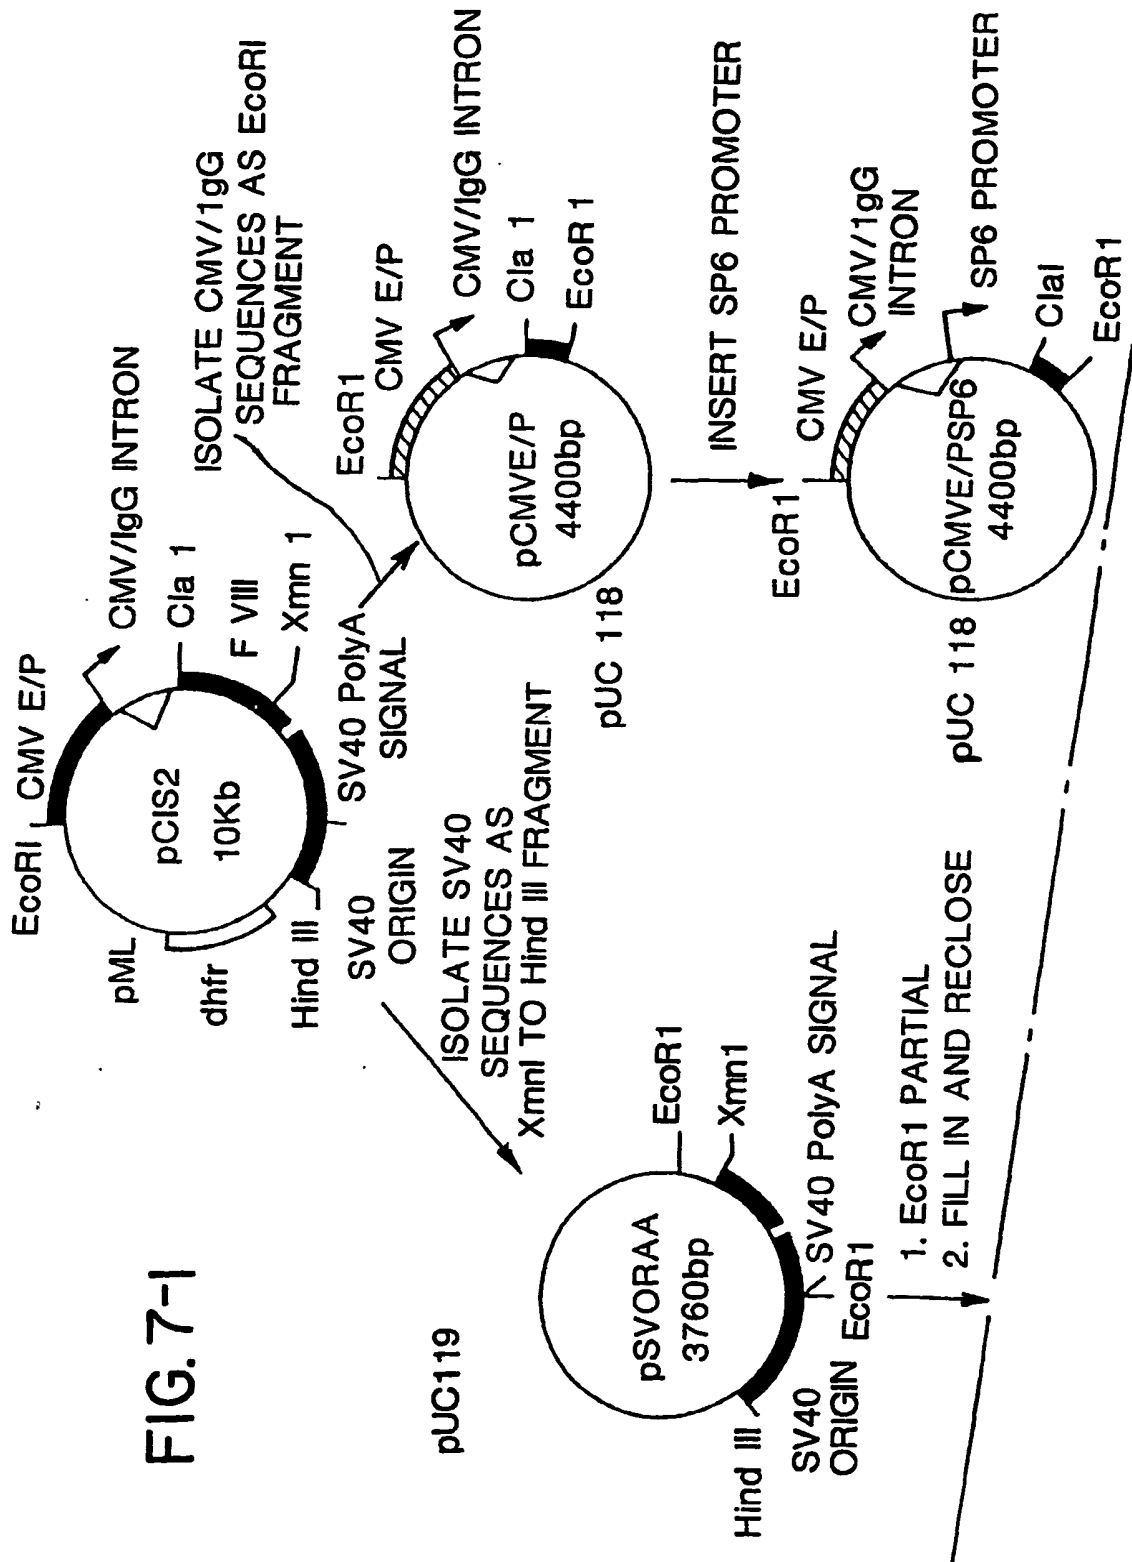 FIG. 7-1
EcoRI
CMV E/P
CMV/IgG INTRON
pML
pCIS2
10Kb
Cla 1
dhfr
F VIII
Xmn 1
Hind III
SV40
ORIGIN
SV40 PolyA
SIGNAL
ISOLATE CMV/1gG
SEQUENCES AS EcoRI
FRAGMENT
ISOLATE SV40
SEQUENCES AS
XmnI TO Hind III FRAGMENT
pUC119
pSVORAA
3760bp
EcoR1
Xmn1
Hind III
SV40
ORIGIN
EcoR1
SV40 PolyA SIGNAL
1. EcoR1 PARTIAL
2. FILL IN AND RECLOSE
EcoR1
CMV E/P
CMV/IgG INTRON
pCMVE/P
4400bp
Cla 1
EcoR1
pUC 118
INSERT SP6 PROMOTER
EcoR1
CMV E/P
CMV/1gG
INTRON
SP6 PROMOTER
pCMVE/PSP6
4400bp
ClaI
EcoR1
pUC 118